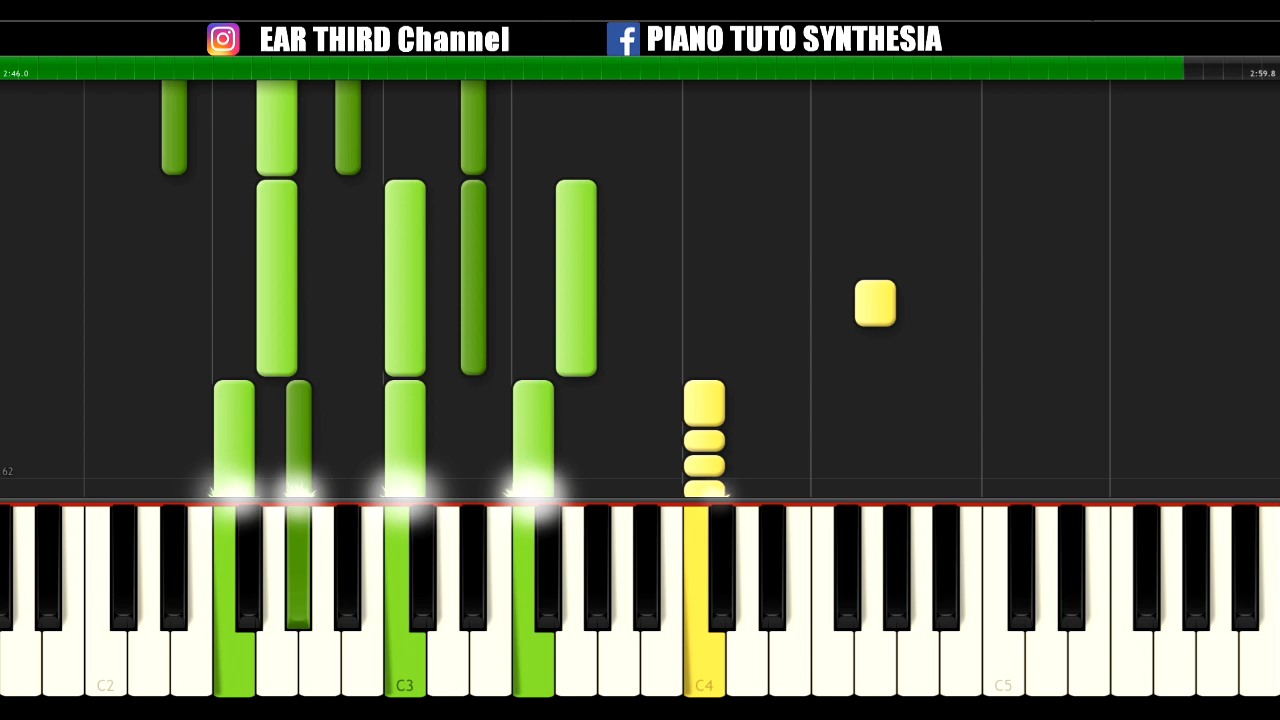 EAR THIRD Channel
PIANO TUTO SYNTHESIA
2:46.0
2:59.8
62
C2
C3
C4
C5